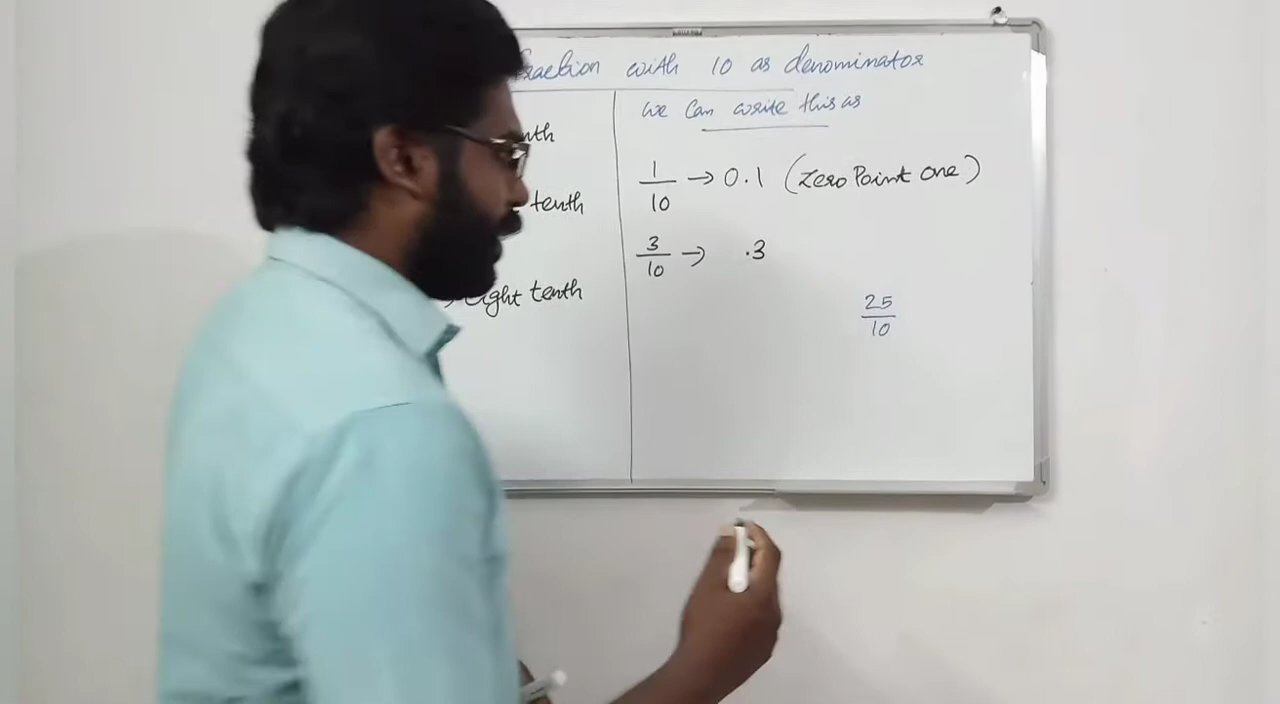 fraction with 10 as denominator
nth
tenth
eight tenth
we can write this as
1/10 → 0.1 (zero Point one)
3/10 → .3
25/10